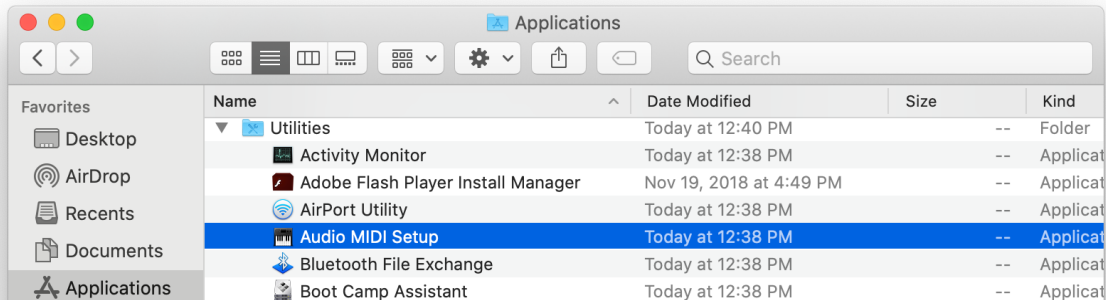 Applications
Search
Favorites
Desktop
AirDrop
Recents
Documents
Applications
Name Date Modified Size Kind
Utilities Today at 12:40 PM -- Folder
Activity Monitor Today at 12:38 PM -- Applicat
Adobe Flash Player Install Manager Nov 19, 2018 at 4:49 PM -- Applicat
AirPort Utility Today at 12:38 PM -- Applicat
Audio MIDI Setup Today at 12:38 PM -- Applicat
Bluetooth File Exchange Today at 12:38 PM -- Applicat
Boot Camp Assistant Today at 12:38 PM -- Applicat